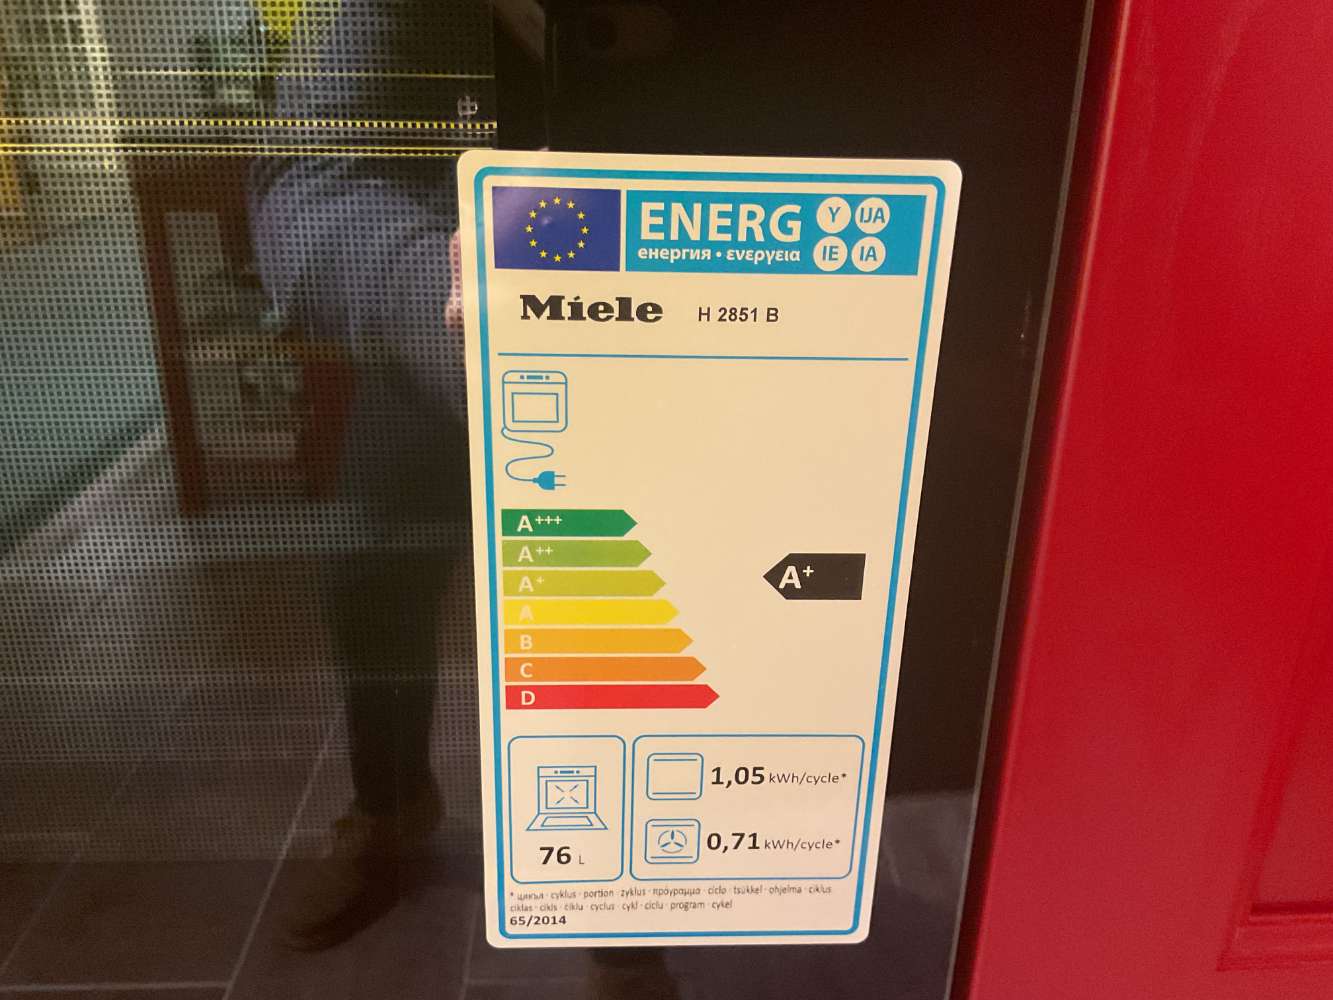 ENERG Y IJA
енергия · ενεργεια IE IA
Miele H 2851 B
A+++
A++
A+
A
B
C
D
A+
1,05 kWh/cycle*
0,71 kWh/cycle*
76 L
* цикъл · cyklus · portion · zyklus · πρόγραμμα · ciclo · tsükkel · ohjelma · ciklus
ciklas · cikls · ċiklu · cyclus · cykl · ciclu · program · cykel
65/2014